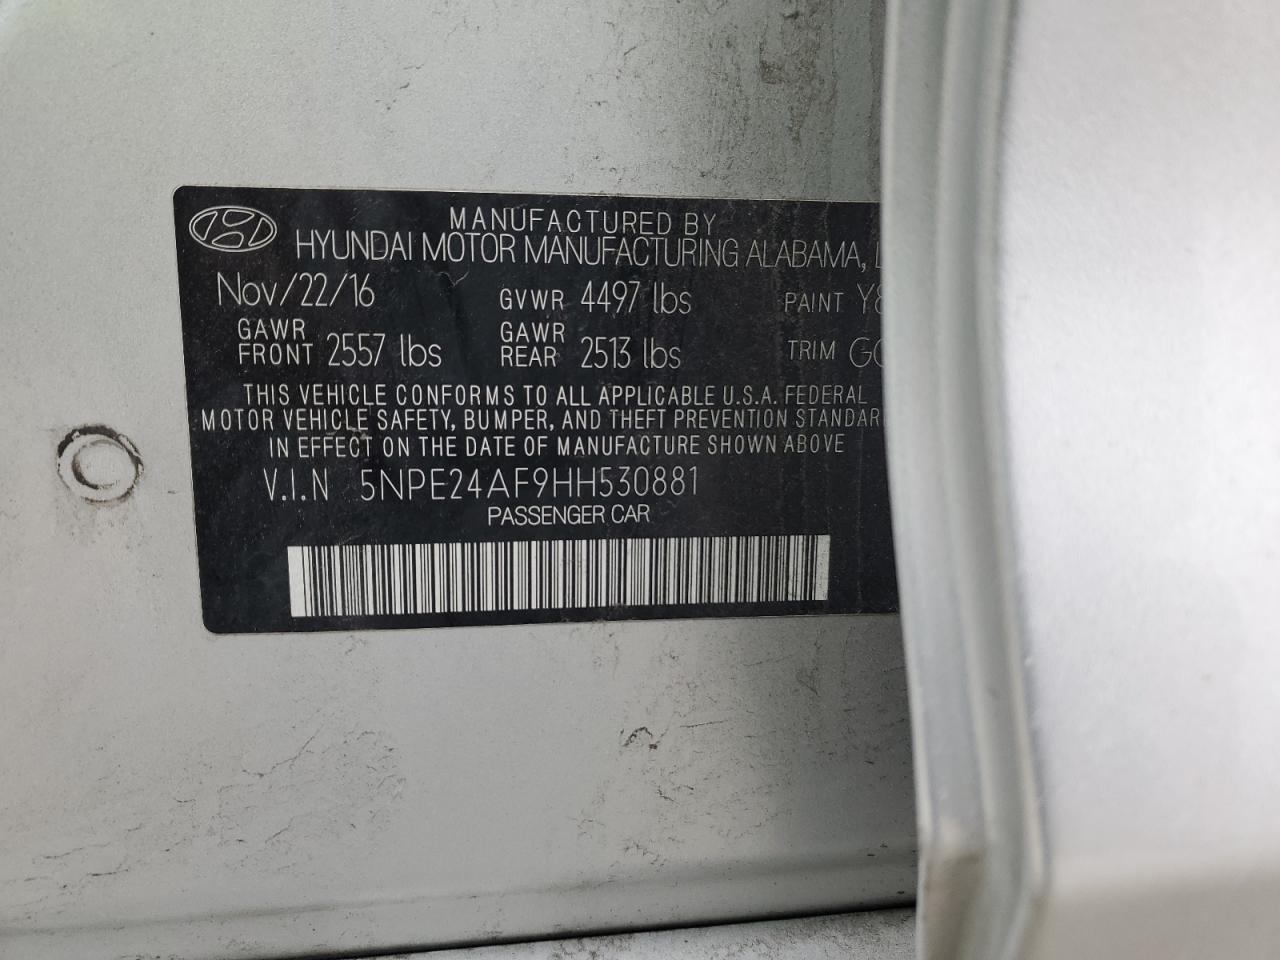 MANUFACTURED BY
HYUNDAI MOTOR MANUFACTURING ALABAMA,
Nov/22/16 GVWR 4497 lbs PAINT
GAWR FRONT 2557 lbs GAWR REAR 2513 lbs TRIM
THIS VEHICLE CONFORMS TO ALL APPLICABLE U.S.A. FEDERAL
MOTOR VEHICLE SAFETY, BUMPER, AND THEFT PREVENTION STANDAR
IN EFFECT ON THE DATE OF MANUFACTURE SHOWN ABOVE
V.I.N 5NPE24AF9HH530881
PASSENGER CAR